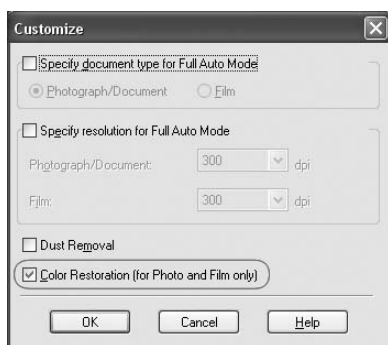 Customize
Specify document type for Full Auto Mode
Photograph/Document Film
Specify resolution for Full Auto Mode
Photograph/Document: 300 dpi
Film: 300 dpi
Dust Removal
Color Restoration (for Photo and Film only)
OK Cancel Help